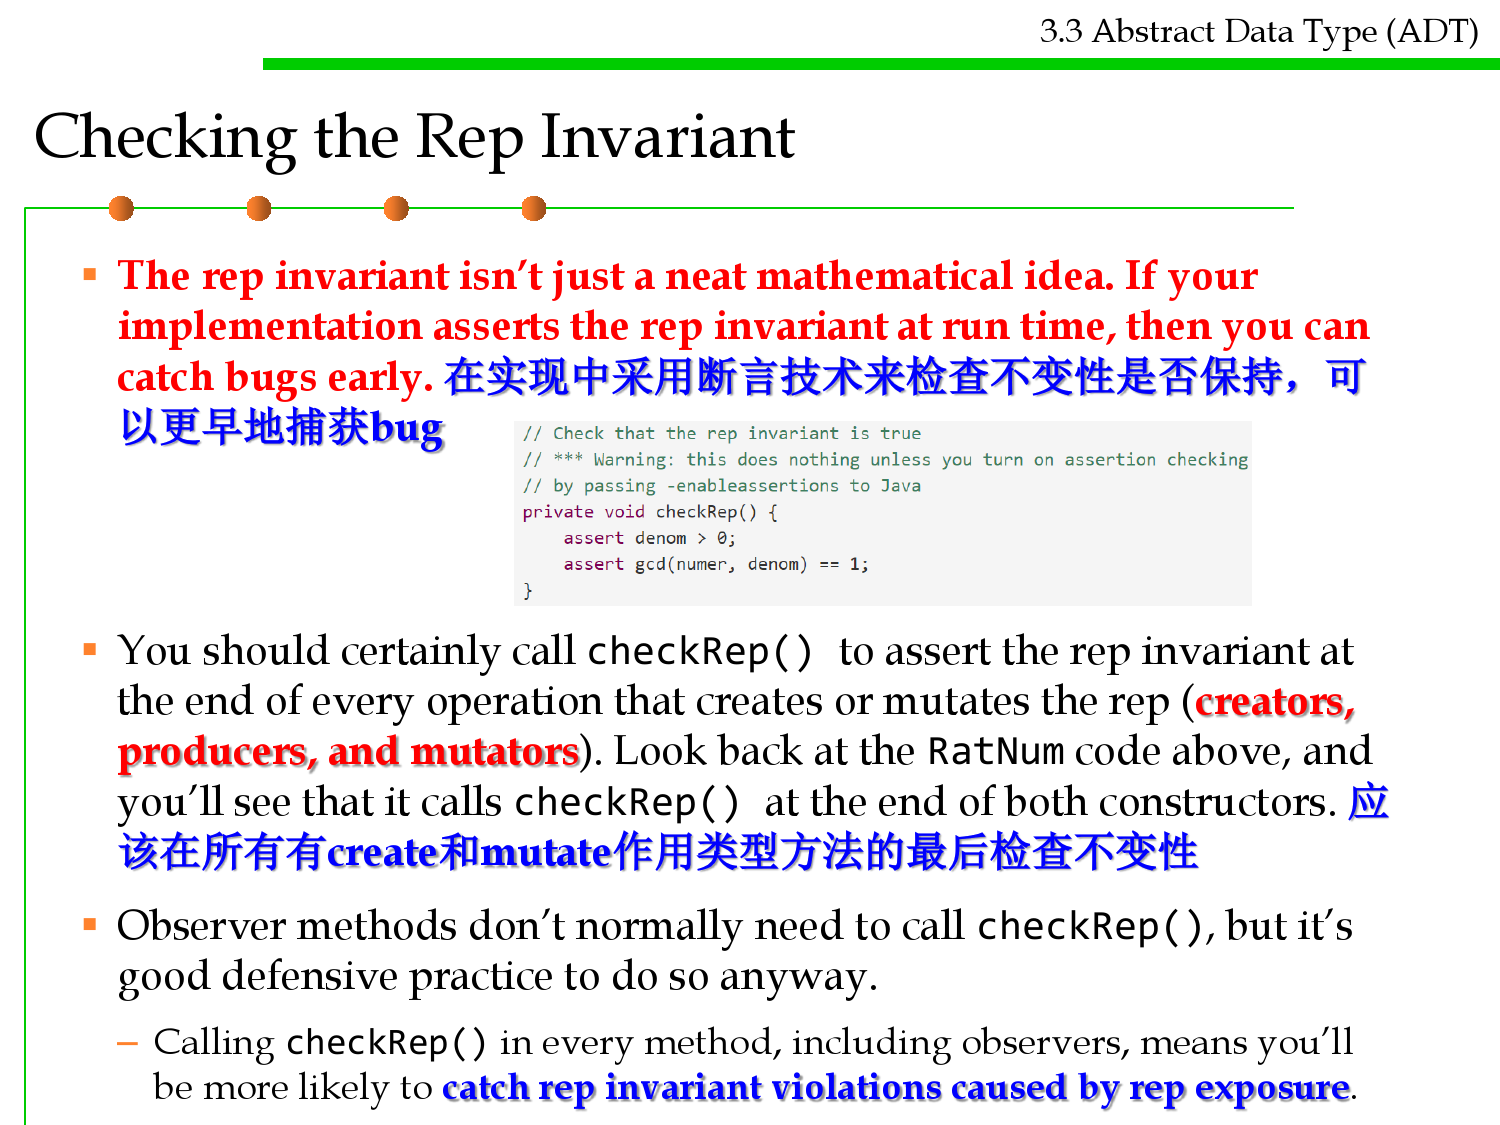 3.3 Abstract Data Type (ADT)
Checking the Rep Invariant
▪ The rep invariant isn’t just a neat mathematical idea. If your
implementation asserts the rep invariant at run time, then you can
catch bugs early. 在实现中采用断言技术来检查不变性是否保持，可
以更早地捕获bug
// Check that the rep invariant is true
// *** Warning: this does nothing unless you turn on assertion checking
// by passing -enableassertions to Java
private void checkRep() {
    assert denom > 0;
    assert gcd(numer, denom) == 1;
}
▪ You should certainly call checkRep() to assert the rep invariant at
the end of every operation that creates or mutates the rep (creators,
producers, and mutators). Look back at the RatNum code above, and
you’ll see that it calls checkRep() at the end of both constructors. 应
该在所有有create和mutate作用类型方法的最后检查不变性
▪ Observer methods don’t normally need to call checkRep(), but it’s
good defensive practice to do so anyway.
– Calling checkRep() in every method, including observers, means you’ll
be more likely to catch rep invariant violations caused by rep exposure.